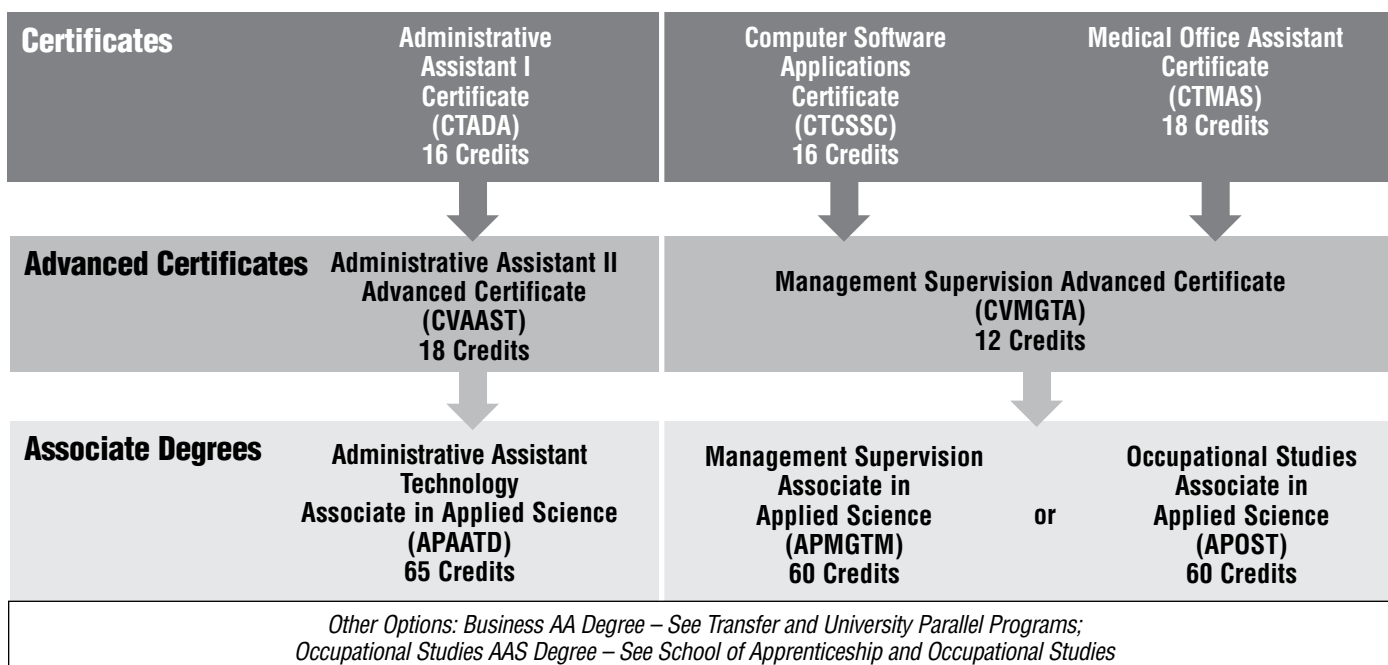 Certificates
Administrative
Assistant I
Certificate
(CTADA)
16 Credits
Computer Software
Applications
Certificate
(CTCSSC)
16 Credits
Medical Office Assistant
Certificate
(CTMAS)
18 Credits
Advanced Certificates
Administrative Assistant II
Advanced Certificate
(CVAAST)
18 Credits
Management Supervision Advanced Certificate
(CVMGTA)
12 Credits
Associate Degrees
Administrative Assistant
Technology
Associate in Applied Science
(APAATD)
65 Credits
Management Supervision
Associate in
Applied Science
(APMGTM)
60 Credits
or
Occupational Studies
Associate in
Applied Science
(APOST)
60 Credits
Other Options: Business AA Degree – See Transfer and University Parallel Programs;
Occupational Studies AAS Degree – See School of Apprenticeship and Occupational Studies